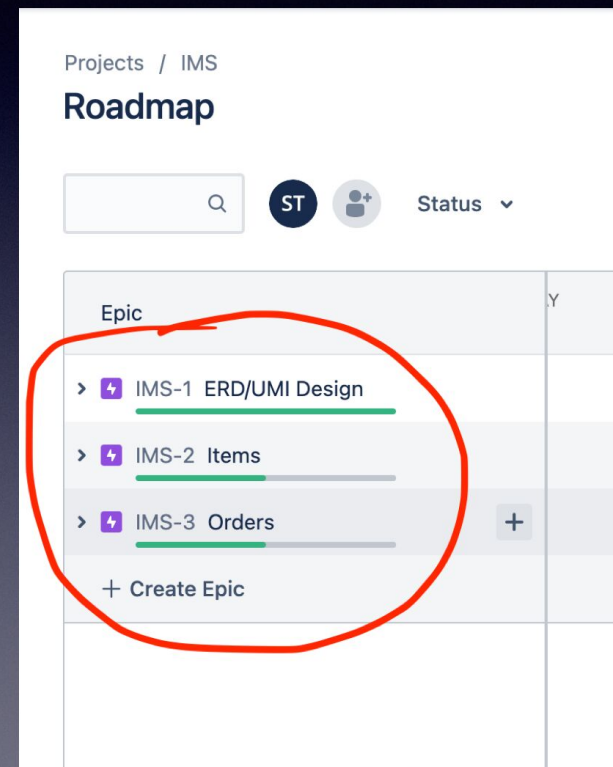 Projects / IMS
Roadmap
ST Status
Epic
Y
IMS-1 ERD/UMI Design
IMS-2 Items
IMS-3 Orders
+ Create Epic